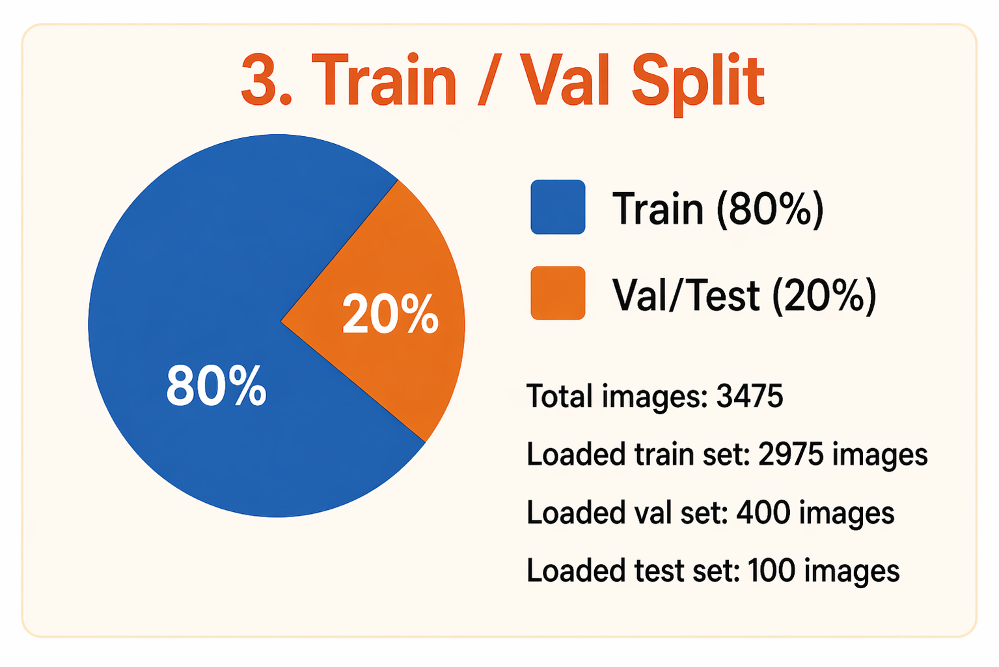 3. Train / Val Split
80%
20%
Train (80%)
Val/Test (20%)
Total images: 3475
Loaded train set: 2975 images
Loaded val set: 400 images
Loaded test set: 100 images